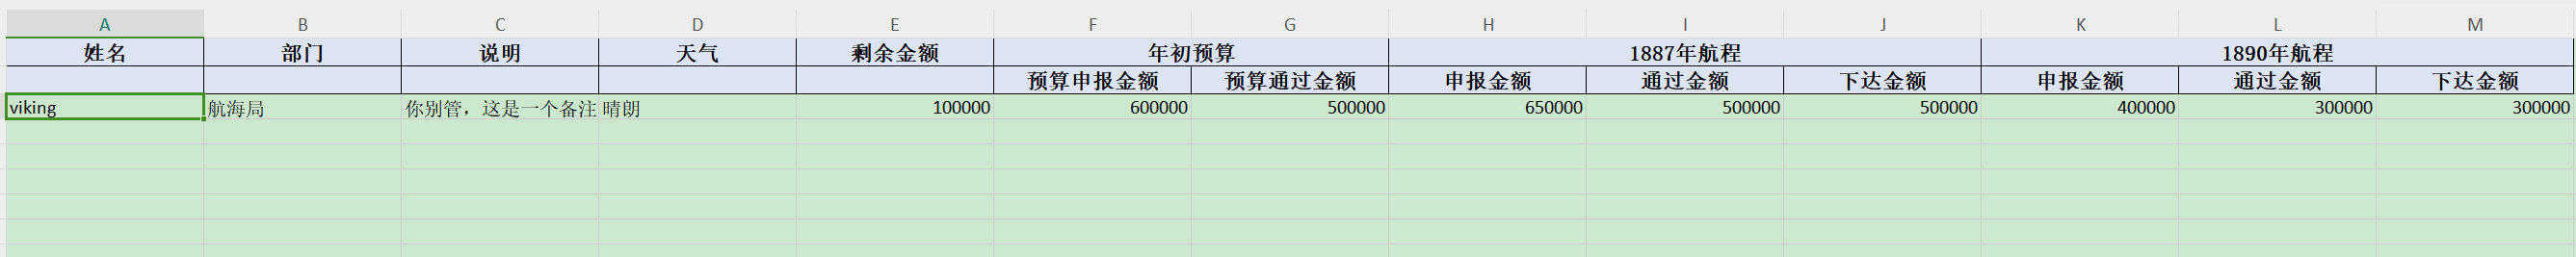 A B C D E F G H I J K L M
姓名 部门 说明 天气 剩余金额 年初预算 1887年航程 1890年航程
预算申报金额 预算通过金额 申报金额 通过金额 下达金额 申报金额 通过金额 下达金额
viking 航海局 你别管，这是一个备注 晴朗 100000 600000 500000 650000 500000 500000 400000 300000 300000